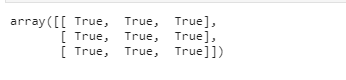 array([[ True,  True,  True],
       [ True,  True,  True],
       [ True,  True,  True]])